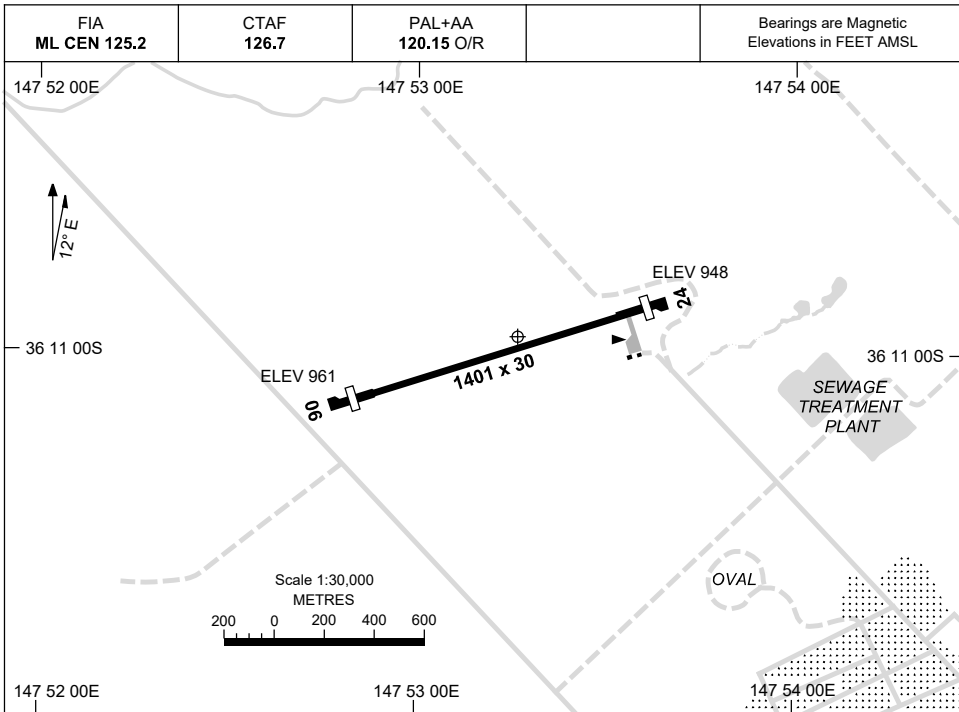 FIA
ML CEN 125.2
CTAF
126.7
PAL+AA
120.15 O/R
Bearings are Magnetic
Elevations in FEET AMSL
147 52 00E
147 53 00E
147 54 00E
12° E
ELEV 948
24
36 11 00S
36 11 00S
ELEV 961
1401 x 30
06
SEWAGE
TREATMENT
PLANT
Scale 1:30,000
METRES
200 0 200 400 600
OVAL
147 52 00E
147 53 00E
147 54 00E